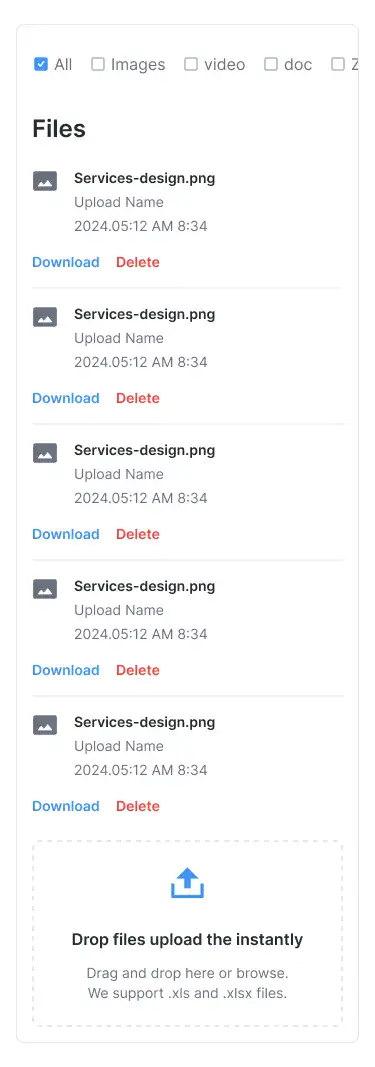 All Images video doc Z
Files
Services-design.png
Upload Name
2024.05:12 AM 8:34
Download Delete
Services-design.png
Upload Name
2024.05:12 AM 8:34
Download Delete
Services-design.png
Upload Name
2024.05:12 AM 8:34
Download Delete
Services-design.png
Upload Name
2024.05:12 AM 8:34
Download Delete
Services-design.png
Upload Name
2024.05:12 AM 8:34
Download Delete
Drop files upload the instantly
Drag and drop here or browse.
We support .xls and .xlsx files.